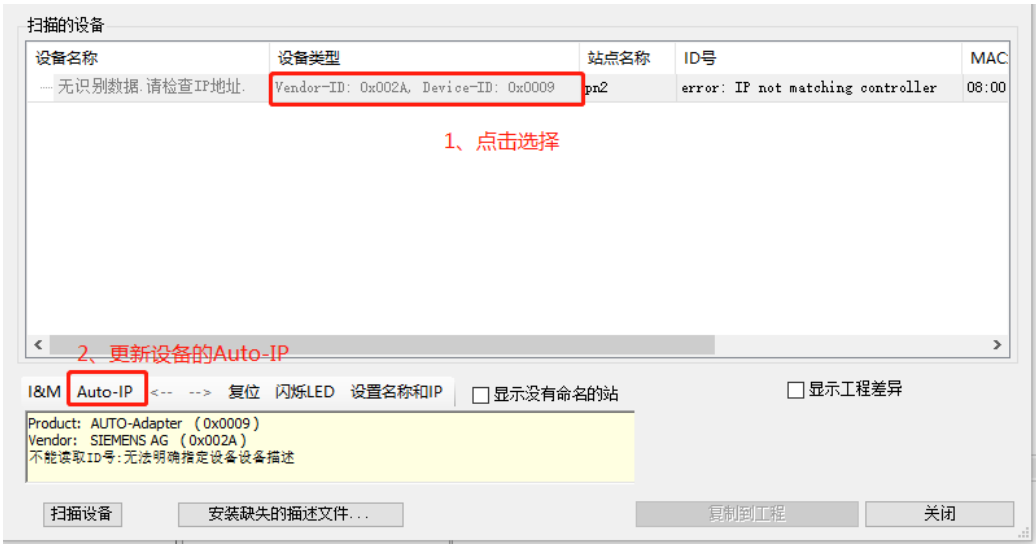 扫描的设备
设备名称 设备类型 站点名称 ID号 MAC
无识别数据.请检查IP地址. Vendor-ID: 0x002A, Device-ID: 0x0009 pn2 error: IP not matching controller 08:00
1、点击选择
2、更新设备的Auto-IP
I&M Auto-IP <-- --> 复位 闪烁LED 设置名称和IP 显示没有命名的站 显示工程差异
Product: AUTO-Adapter (0x0009)
Vendor: SIEMENS AG (0x002A)
不能读取ID号:无法明确指定设备设备描述
扫描设备 安装缺失的描述文件... 复制到工程 关闭